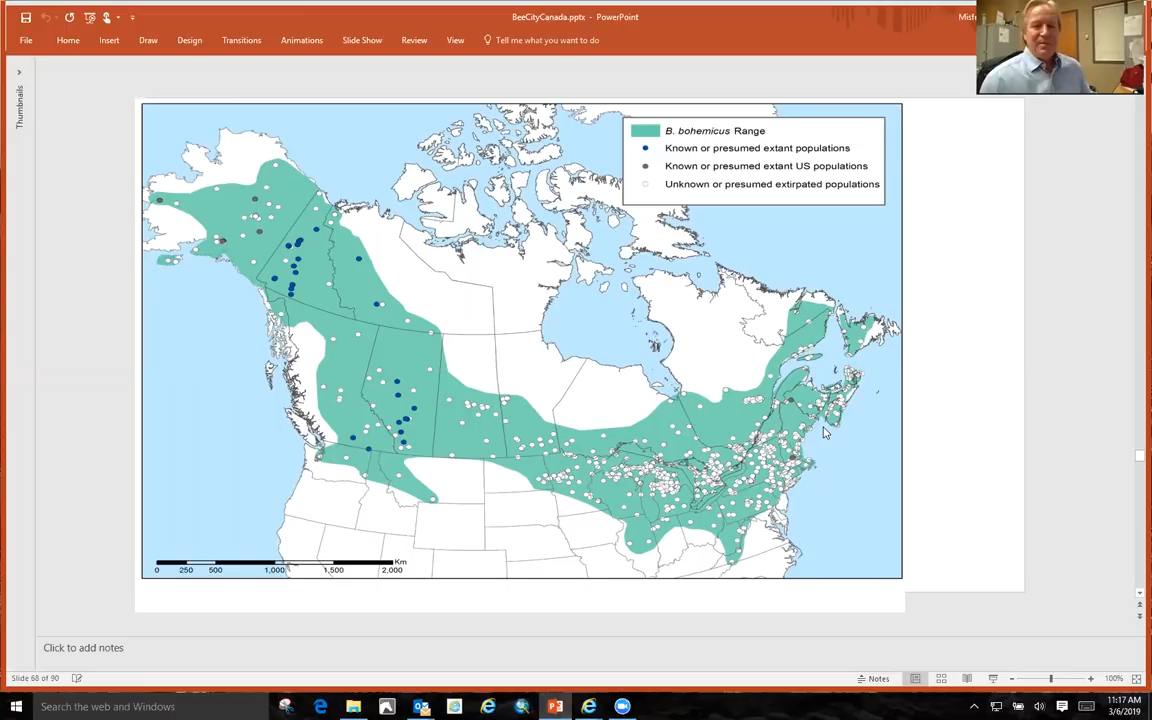 BeeCityCanada.pptx - PowerPoint
Misfe
File Home Insert Draw Design Transitions Animations Slide Show Review View Tell me what you want to do
Thumbnails
B. bohemicus Range
Known or presumed extant populations
Known or presumed extant US populations
Unknown or presumed extirpated populations
Km
0 250 500 1,000 1,500 2,000
Click to add notes
Slide 68 of 90
Notes
100%
Search the web and Windows
11:17 AM
3/6/2019